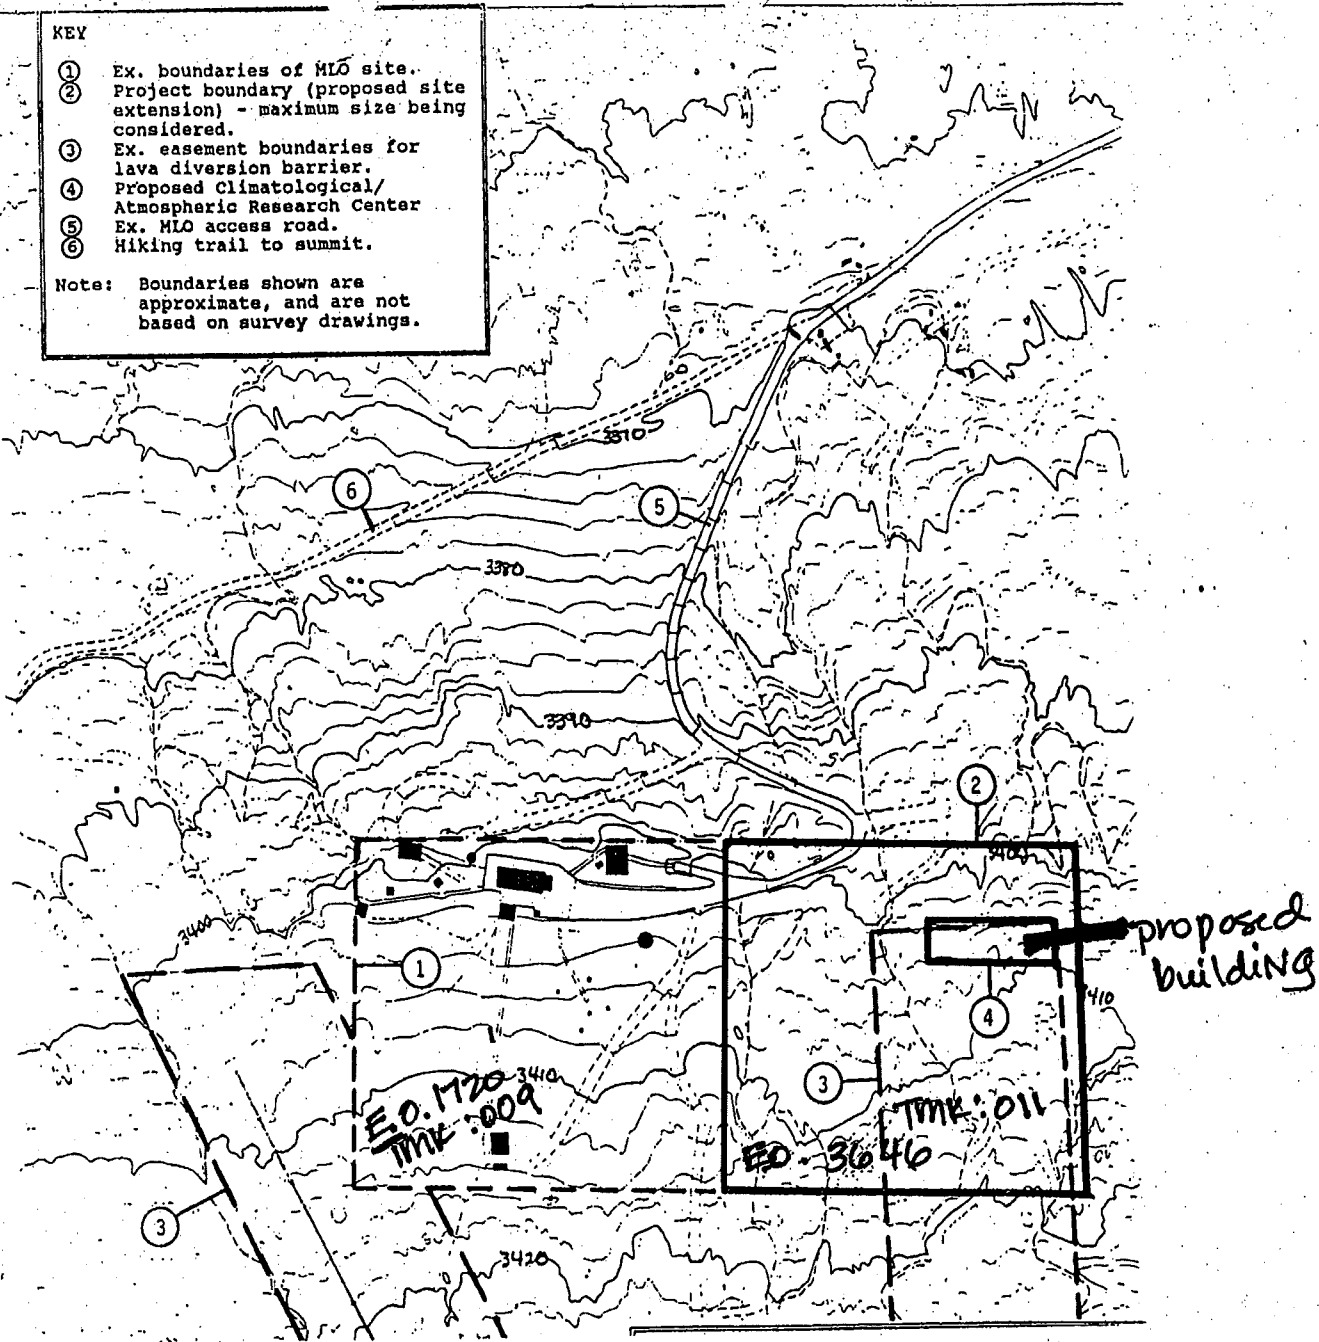 KEY
① Ex. boundaries of MLO site.
② Project boundary (proposed site
extension) - maximum size being
considered.
③ Ex. easement boundaries for
lava diversion barrier.
④ Proposed Climatological/
Atmospheric Research Center
⑤ Ex. MLO access road.
⑥ Hiking trail to summit.
Note: Boundaries shown are
approximate, and are not
based on survey drawings.
3370
6
5
3380
3390
2
3400
3400
proposed
building
1
4
3410
3
3410
E.O. 1720
TMK: 009
TMK: 011
EO. 3646
3
3420